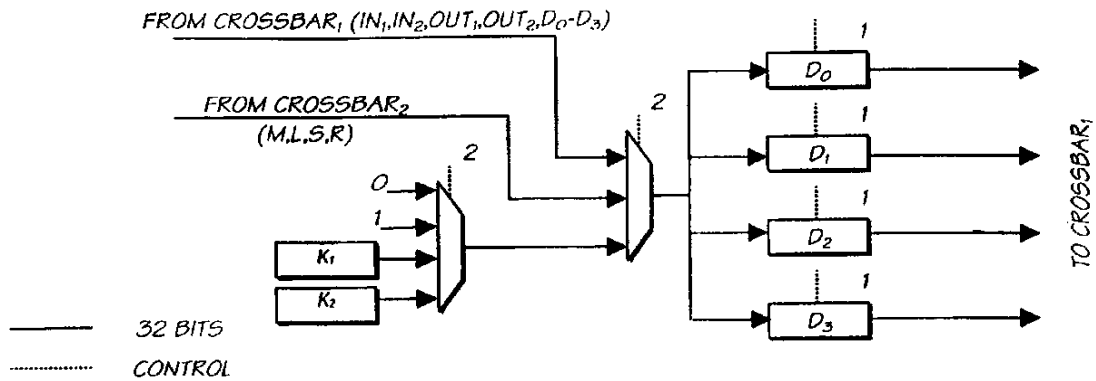 FROM CROSSBAR₁ (IN₁,IN₂,OUT₁,OUT₂,D₀-D₃)
FROM CROSSBAR₂
(M,L,S,R)
2
2
0
1
K₁
K₂
1
D₀
1
D₁
1
D₂
1
D₃
TO CROSSBAR₁
32 BITS
CONTROL